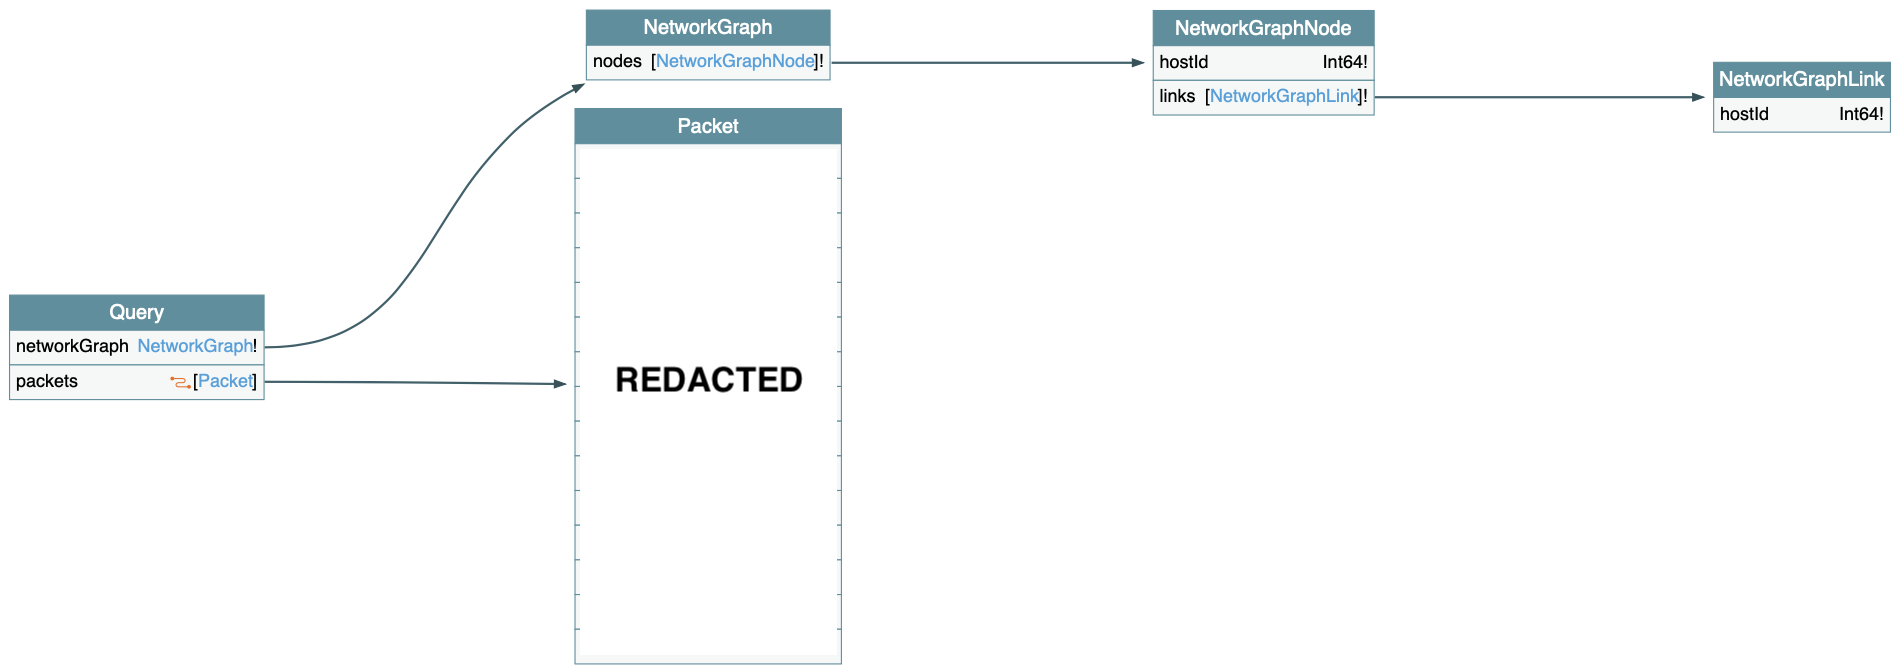 NetworkGraph
nodes [NetworkGraphNode]!
NetworkGraphNode
hostId Int64!
links [NetworkGraphLink]!
NetworkGraphLink
hostId Int64!
Packet
REDACTED
Query
networkGraph NetworkGraph!
packets [Packet]